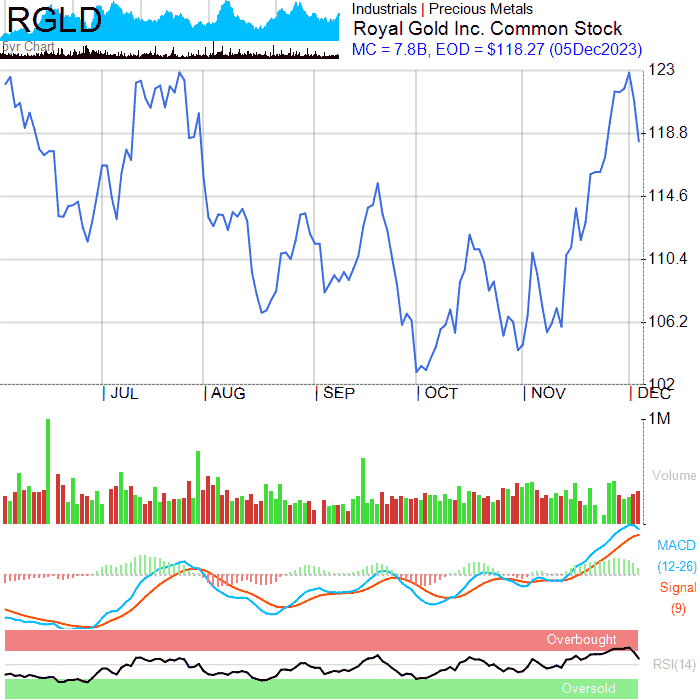 RGLD
5yr Chart
Industrials | Precious Metals
Royal Gold Inc. Common Stock
MC = 7.8B, EOD = $118.27 (05Dec2023)
123
118.8
114.6
110.4
106.2
102
JUL AUG SEP OCT NOV DEC
1M
Volume
MACD
(12-26)
Signal
(9)
Overbought
RSI(14)
Oversold